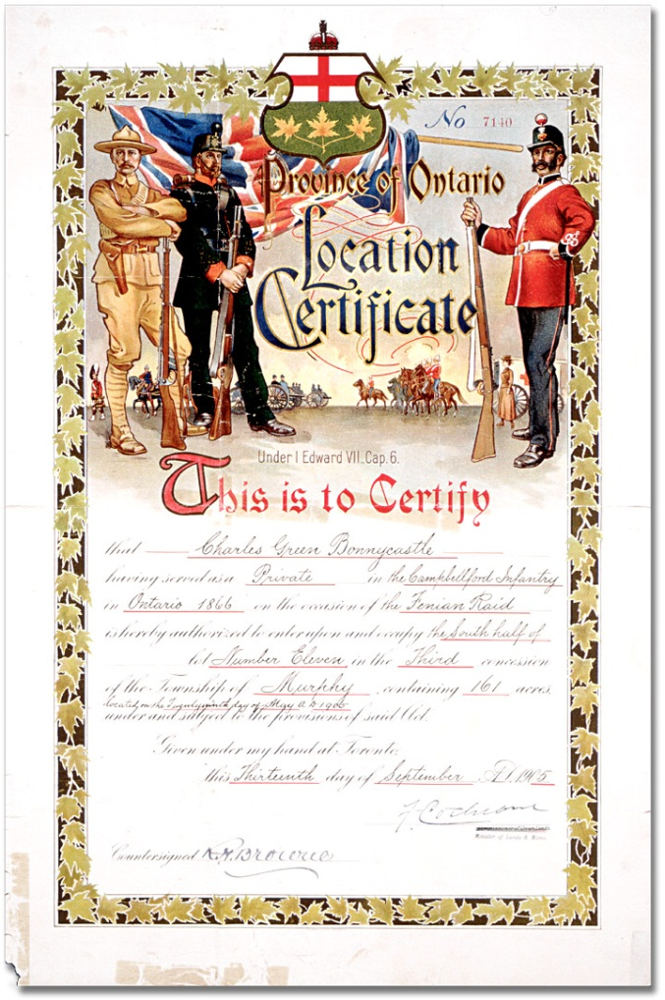 No 7140
Province of Ontario
Location
Certificate
Under 1 Edward VII. Cap. 6.
This is to Certify
that Charles Green Bonnycastle
having served as a Private in the Campbellford Infantry
in Ontario 1866 on the occasion of the Fenian Raid
is hereby authorized to enter upon and occupy the South half of
lot Number Eleven in the Third concession
of the Township of Murphy containing 161 acres,
located on the Twenty ninth day of May A.D. 1905
under and subject to the provisions of said Act.
Given under my hand at Toronto,
this Thirteenth day of September A.D. 1905
F. Cochrane
Minister of Lands & Mines
Countersigned